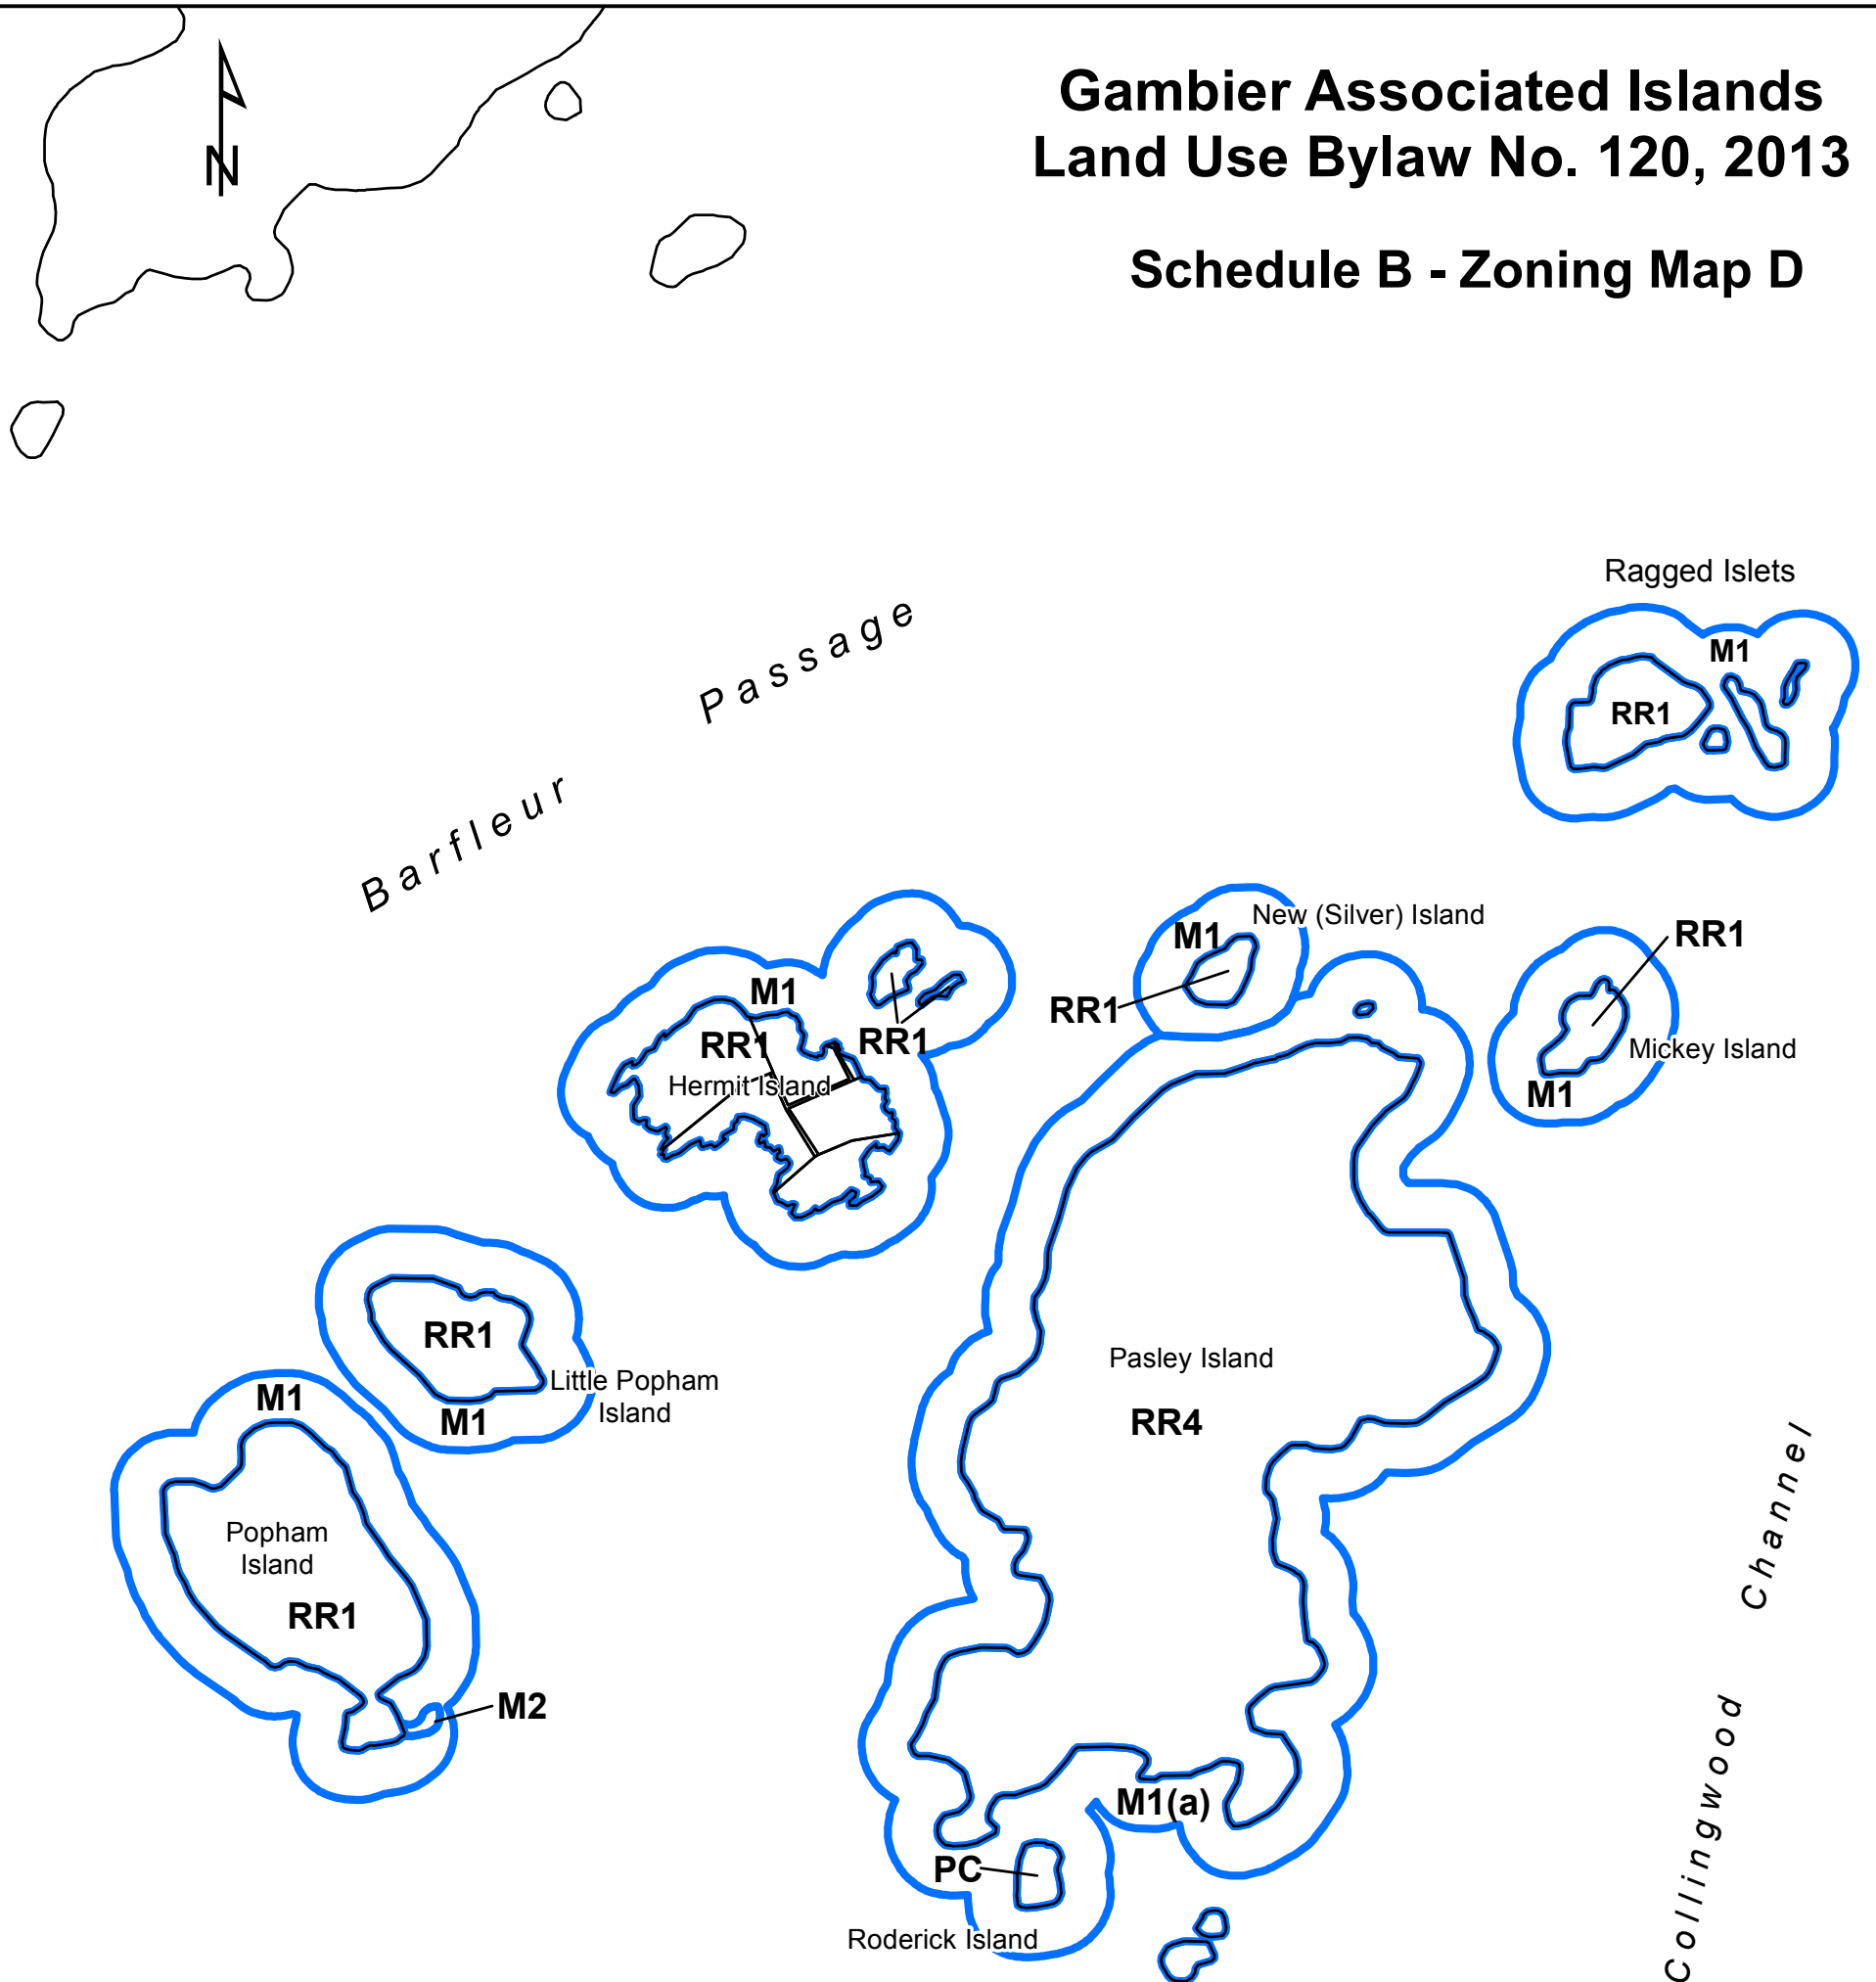 Gambier Associated Islands
Land Use Bylaw No. 120, 2013
Schedule B - Zoning Map D
N
Ragged Islets
M1
RR1
Passage
Barfleur
New (Silver) Island
M1
RR1
RR1
Mickey Island
M1
M1
RR1
RR1
Hermit Island
RR1
Little Popham
Island
M1
M1
Popham
Island
RR1
M2
Pasley Island
RR4
M1(a)
PC
Roderick Island
Collingwood Channel